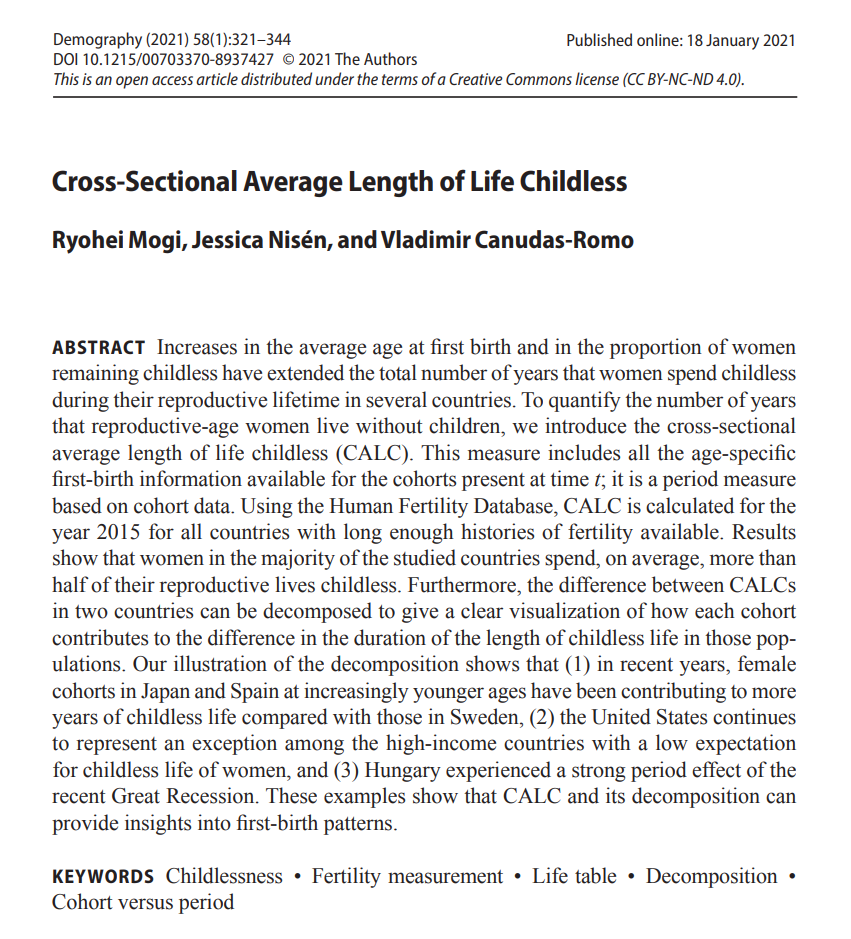 Demography (2021) 58(1):321–344 Published online: 18 January 2021
DOI 10.1215/00703370-8937427 © 2021 The Authors
This is an open access article distributed under the terms of a Creative Commons license (CC BY-NC-ND 4.0).
Cross-Sectional Average Length of Life Childless
Ryohei Mogi, Jessica Nisén, and Vladimir Canudas-Romo
ABSTRACT Increases in the average age at first birth and in the proportion of women
remaining childless have extended the total number of years that women spend childless
during their reproductive lifetime in several countries. To quantify the number of years
that reproductive-age women live without children, we introduce the cross-sectional
average length of life childless (CALC). This measure includes all the age-specific
first-birth information available for the cohorts present at time t; it is a period measure
based on cohort data. Using the Human Fertility Database, CALC is calculated for the
year 2015 for all countries with long enough histories of fertility available. Results
show that women in the majority of the studied countries spend, on average, more than
half of their reproductive lives childless. Furthermore, the difference between CALCs
in two countries can be decomposed to give a clear visualization of how each cohort
contributes to the difference in the duration of the length of childless life in those pop-
ulations. Our illustration of the decomposition shows that (1) in recent years, female
cohorts in Japan and Spain at increasingly younger ages have been contributing to more
years of childless life compared with those in Sweden, (2) the United States continues
to represent an exception among the high-income countries with a low expectation
for childless life of women, and (3) Hungary experienced a strong period effect of the
recent Great Recession. These examples show that CALC and its decomposition can
provide insights into first-birth patterns.
KEYWORDS Childlessness • Fertility measurement • Life table • Decomposition •
Cohort versus period